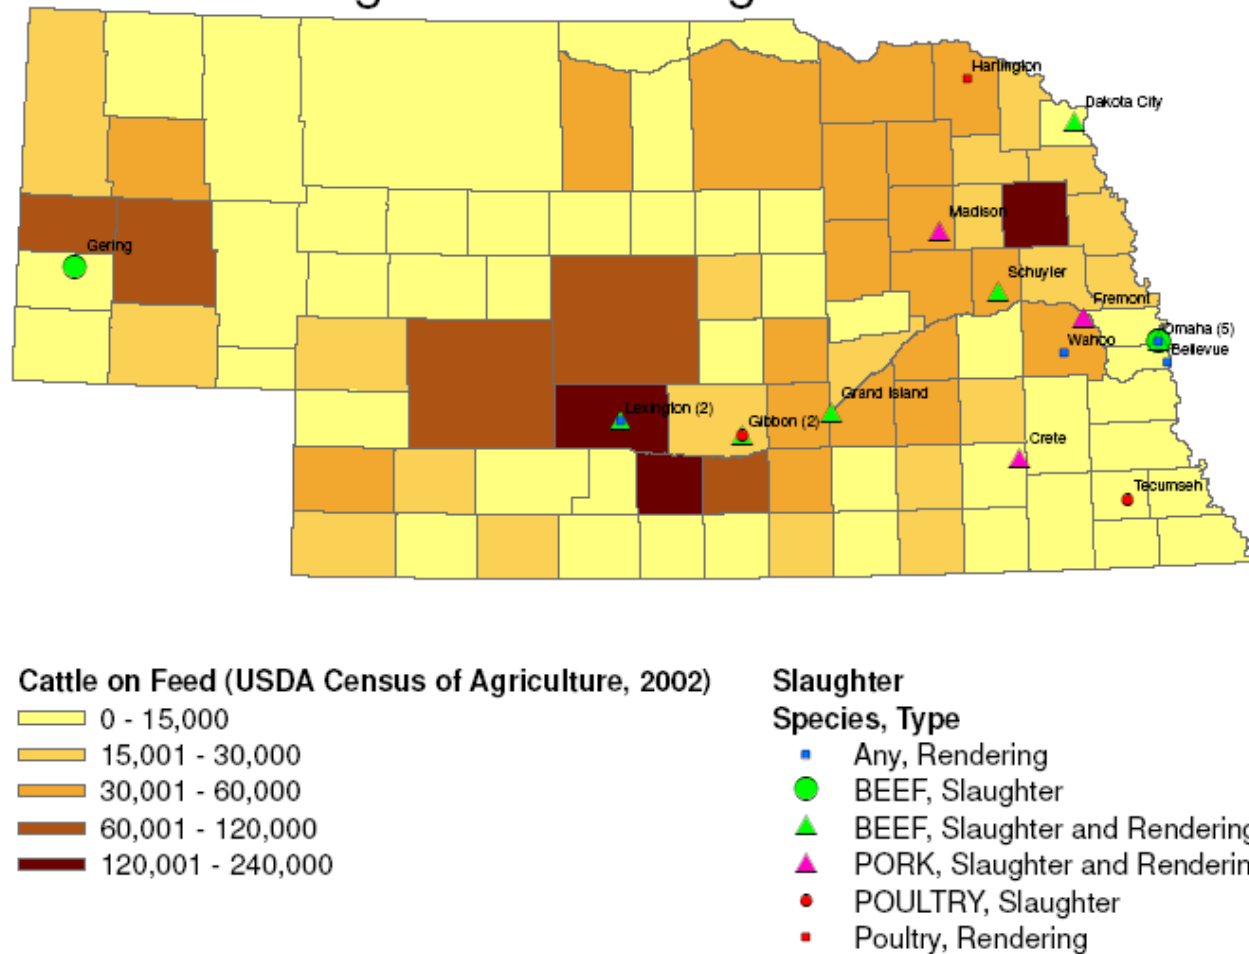 Hartington
Dakota City
Madison
Gering
Schuyler
Fremont
Omaha (5)
Wahoo
Bellevue
Grand Island
Lexington (2)
Gibbon (2)
Crete
Tecumseh
Cattle on Feed (USDA Census of Agriculture, 2002)
0 - 15,000
15,001 - 30,000
30,001 - 60,000
60,001 - 120,000
120,001 - 240,000
Slaughter
Species, Type
Any, Rendering
BEEF, Slaughter
BEEF, Slaughter and Rendering
PORK, Slaughter and Renderin
POULTRY, Slaughter
Poultry, Rendering